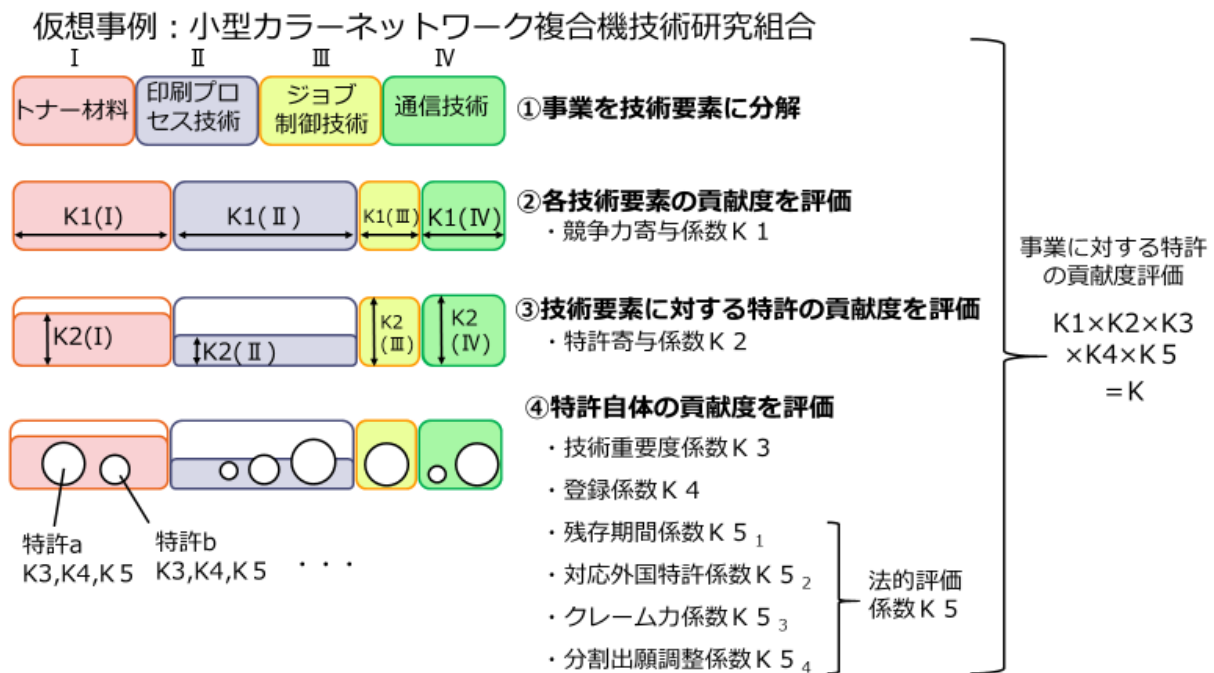 仮想事例：小型カラーネットワーク複合機技術研究組合
Ⅰ Ⅱ Ⅲ Ⅳ
トナー材料
印刷プロ
セス技術
ジョブ
制御技術
通信技術
①事業を技術要素に分解
K1(Ⅰ)
K1(Ⅱ)
K1(Ⅲ)
K1(Ⅳ)
②各技術要素の貢献度を評価
・競争力寄与係数Ｋ１
K2(Ⅰ)
K2(Ⅱ)
K2
(Ⅲ)
K2
(Ⅳ)
③技術要素に対する特許の貢献度を評価
・特許寄与係数Ｋ２
④特許自体の貢献度を評価
・技術重要度係数Ｋ３
・登録係数Ｋ４
・残存期間係数Ｋ５₁
・対応外国特許係数Ｋ５₂
・クレーム力係数Ｋ５₃
・分割出願調整係数Ｋ５₄
法的評価
係数Ｋ５
特許a
K3,K4,K５
特許b
K3,K4,K５
・・・
事業に対する特許
の貢献度評価
K1×K2×K3
×K4×K５
＝K